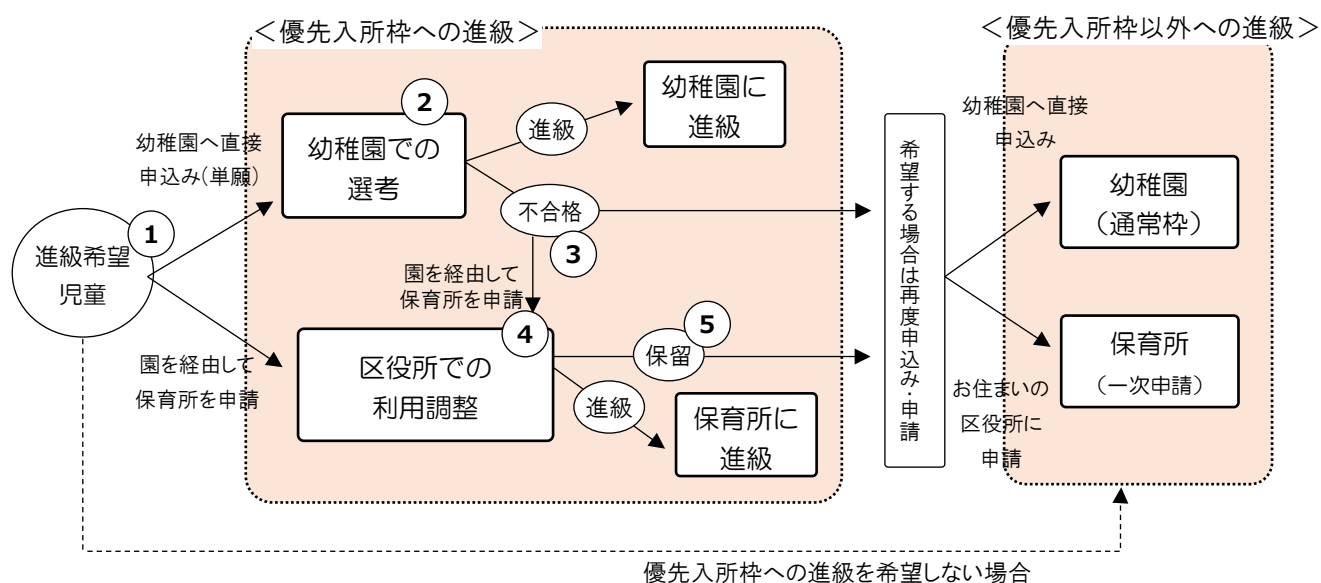 ＜優先入所枠への進級＞
＜優先入所枠以外への進級＞
1
進級希望
児童
幼稚園へ直接
申込み(単願)
2
幼稚園での
選考
進級
幼稚園に
進級
不合格
3
園を経由して
保育所を申請
園を経由して
保育所を申請
4
区役所での
利用調整
5
保留
進級
保育所に
進級
希望する場合は再度申込み・申請
幼稚園へ直接
申込み
幼稚園
（通常枠）
保育所
（一次申請）
お住まいの
区役所に
申請
優先入所枠への進級を希望しない場合